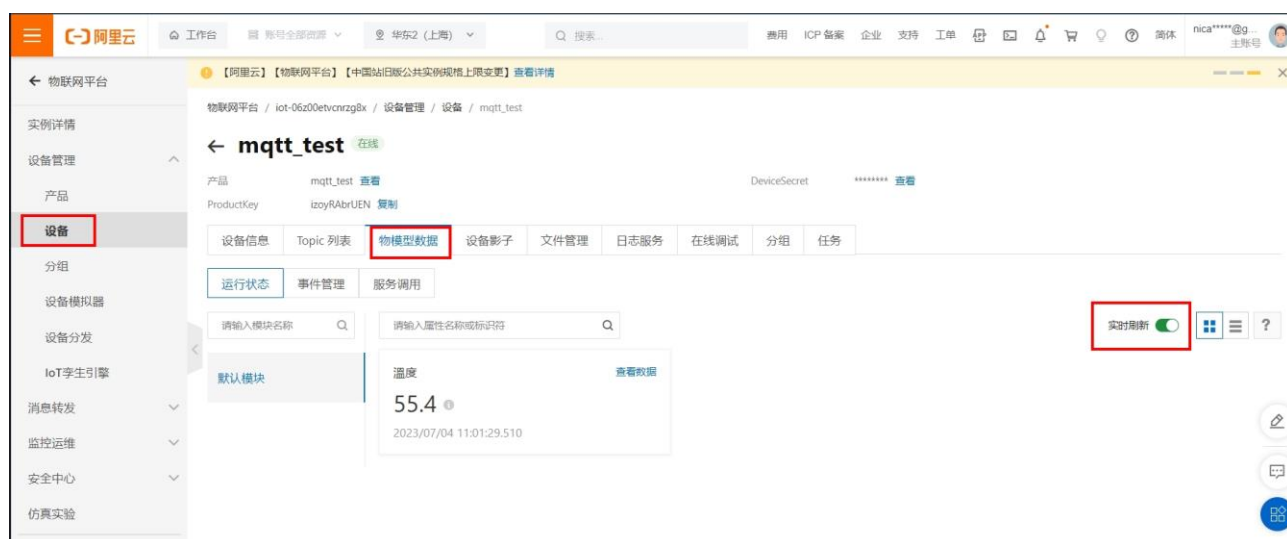 阿里云 工作台 账号全部资源 华东2（上海） 搜索... 费用 ICP 备案 企业 支持 工单 简体 nica*****@g...
主账号
物联网平台
【阿里云】【物联网平台】【中国站旧版公共实例规格上限变更】查看详情
物联网平台 / iot-06z00etvcnrzg8x / 设备管理 / 设备 / mqtt_test
实例详情
mqtt_test 在线
设备管理
产品 mqtt_test 查看 DeviceSecret ******** 查看
产品
ProductKey izoyRAbrUEN 复制
设备
设备信息 Topic 列表 物模型数据 设备影子 文件管理 日志服务 在线调试 分组 任务
分组
运行状态 事件管理 服务调用
设备模拟器
请输入模块名称 请输入属性名称或标识符 实时刷新 ?
设备分发
IoT孪生引擎
默认模块 温度 查看数据
55.4
2023/07/04 11:01:29.510
消息转发
监控运维
安全中心
仿真实验